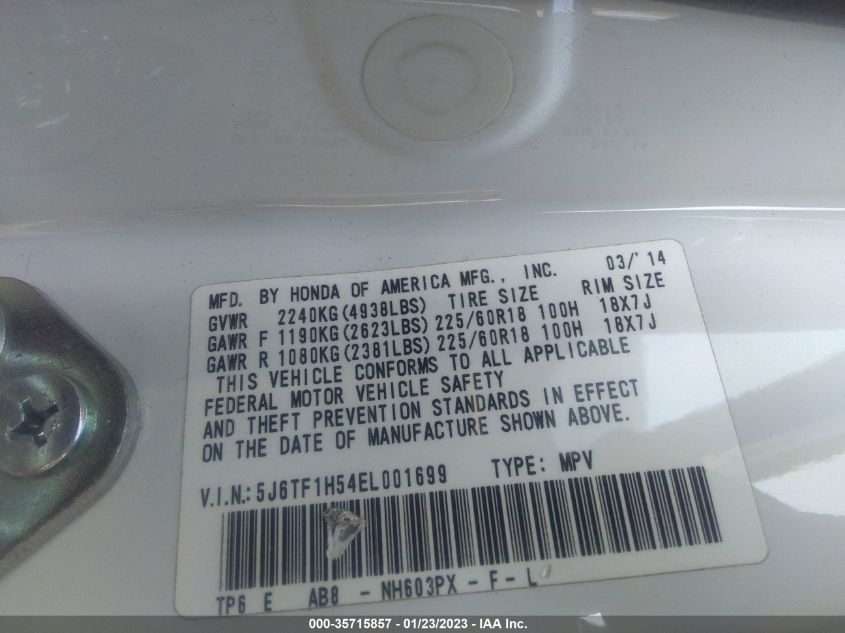 MFD. BY HONDA OF AMERICA MFG., INC. 03/'14
GVWR 2240KG(4938LBS) TIRE SIZE RIM SIZE
GAWR F 1190KG(2623LBS) 225/60R18 100H 18X7J
GAWR R 1080KG(2381LBS) 225/60R18 100H 18X7J
THIS VEHICLE CONFORMS TO ALL APPLICABLE
FEDERAL MOTOR VEHICLE SAFETY
AND THEFT PREVENTION STANDARDS IN EFFECT
ON THE DATE OF MANUFACTURE SHOWN ABOVE.
V.I.N.: 5J6TF1H54EL001699 TYPE: MPV
TP6 E AB8 - NH603PX - F - L
000-35715857 - 01/23/2023 - IAA Inc.